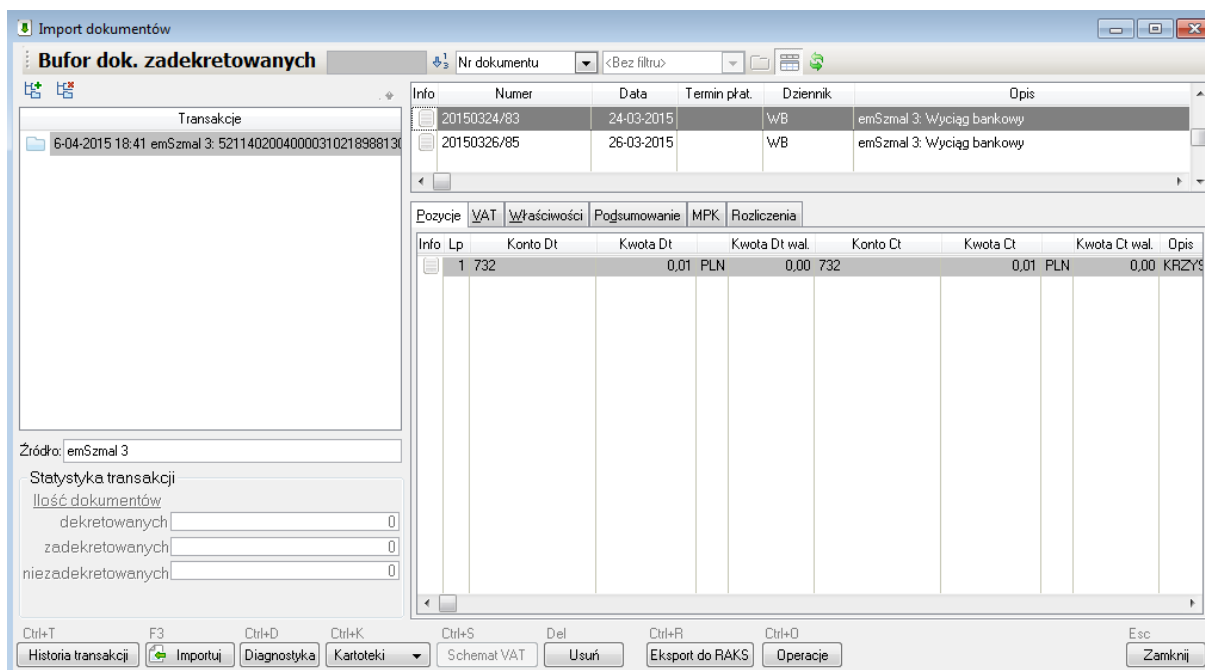 Import dokumentów
Bufor dok. zadekretowanych
Nr dokumentu
<Bez filtru>
Transakcje
6-04-2015 18:41 emSzmal 3: 52114020040000310218988130
Info Numer Data Termin płat. Dziennik Opis
20150324/83 24-03-2015 WB emSzmal 3: Wyciąg bankowy
20150326/85 26-03-2015 WB emSzmal 3: Wyciąg bankowy
Pozycje VAT Właściwości Podsumowanie MPK Rozliczenia
Info Lp Konto Dt Kwota Dt Kwota Dt wal. Konto Ct Kwota Ct Kwota Ct wal. Opis
1 732 0,01 PLN 0,00 732 0,01 PLN 0,00 KRZYS
Źródło: emSzmal 3
Statystyka transakcji
Ilość dokumentów
dekretowanych 0
zadekretowanych 0
niezadekretowanych 0
Ctrl+T F3 Ctrl+D Ctrl+K Ctrl+S Del Ctrl+R Ctrl+O Esc
Historia transakcji Importuj Diagnostyka Kartoteki Schemat VAT Usuń Eksport do RAKS Operacje Zamknij